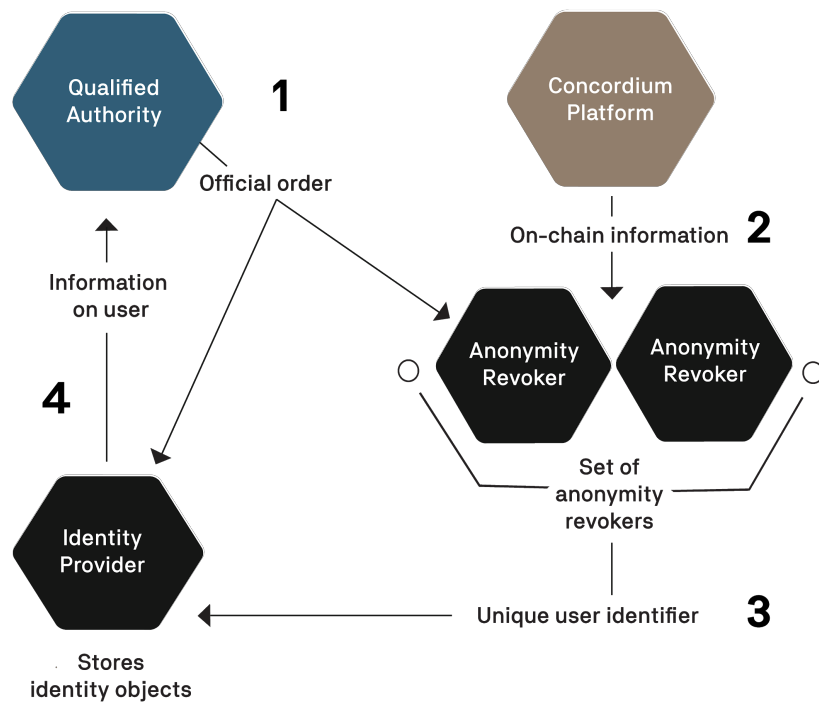 Qualified
Authority
1
Concordium
Platform
Official order
On-chain information
2
Information
on user
Anonymity
Revoker
Anonymity
Revoker
4
Set of
anonymity
revokers
Identity
Provider
Unique user identifier
3
Stores
identity objects